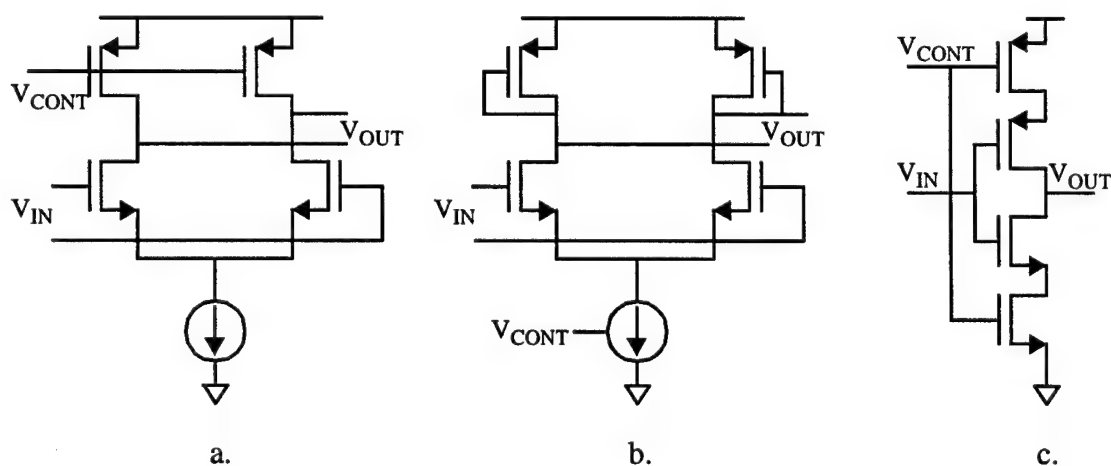 V_CONT
V_OUT
V_IN
a.
V_OUT
V_IN
V_CONT
b.
V_CONT
V_IN
V_OUT
c.